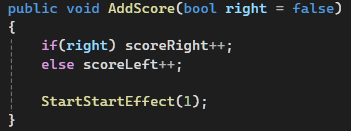 public void AddScore(bool right = false)
{
    if(right) scoreRight++;
    else scoreLeft++;

    StartStartEffect(1);
}